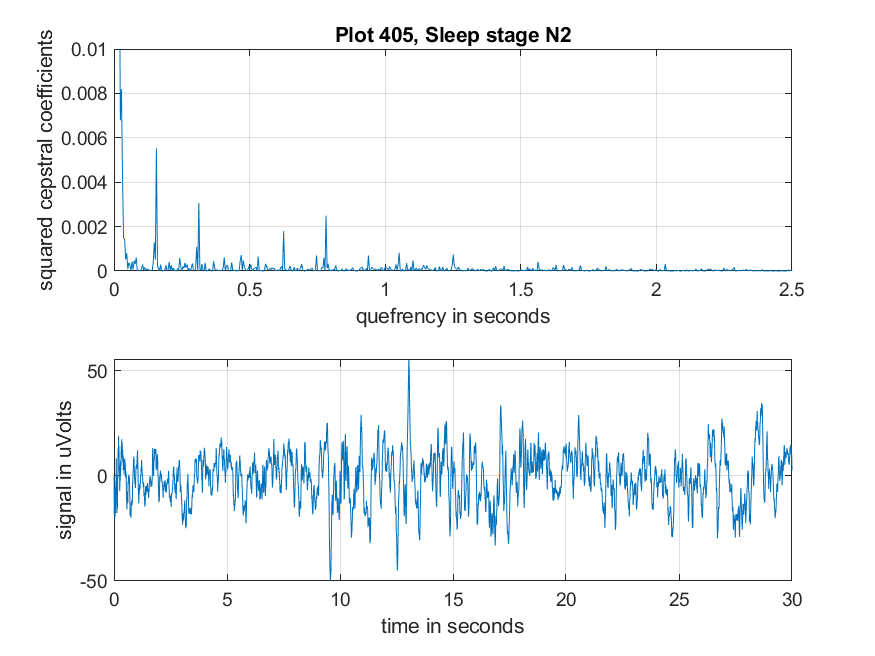 Plot 405, Sleep stage N2
squared cepstral coefficients
0.01
0.008
0.006
0.004
0.002
0
0 0.5 1 1.5 2 2.5
quefrency in seconds
signal in uVolts
50
0
-50
0 5 10 15 20 25 30
time in seconds